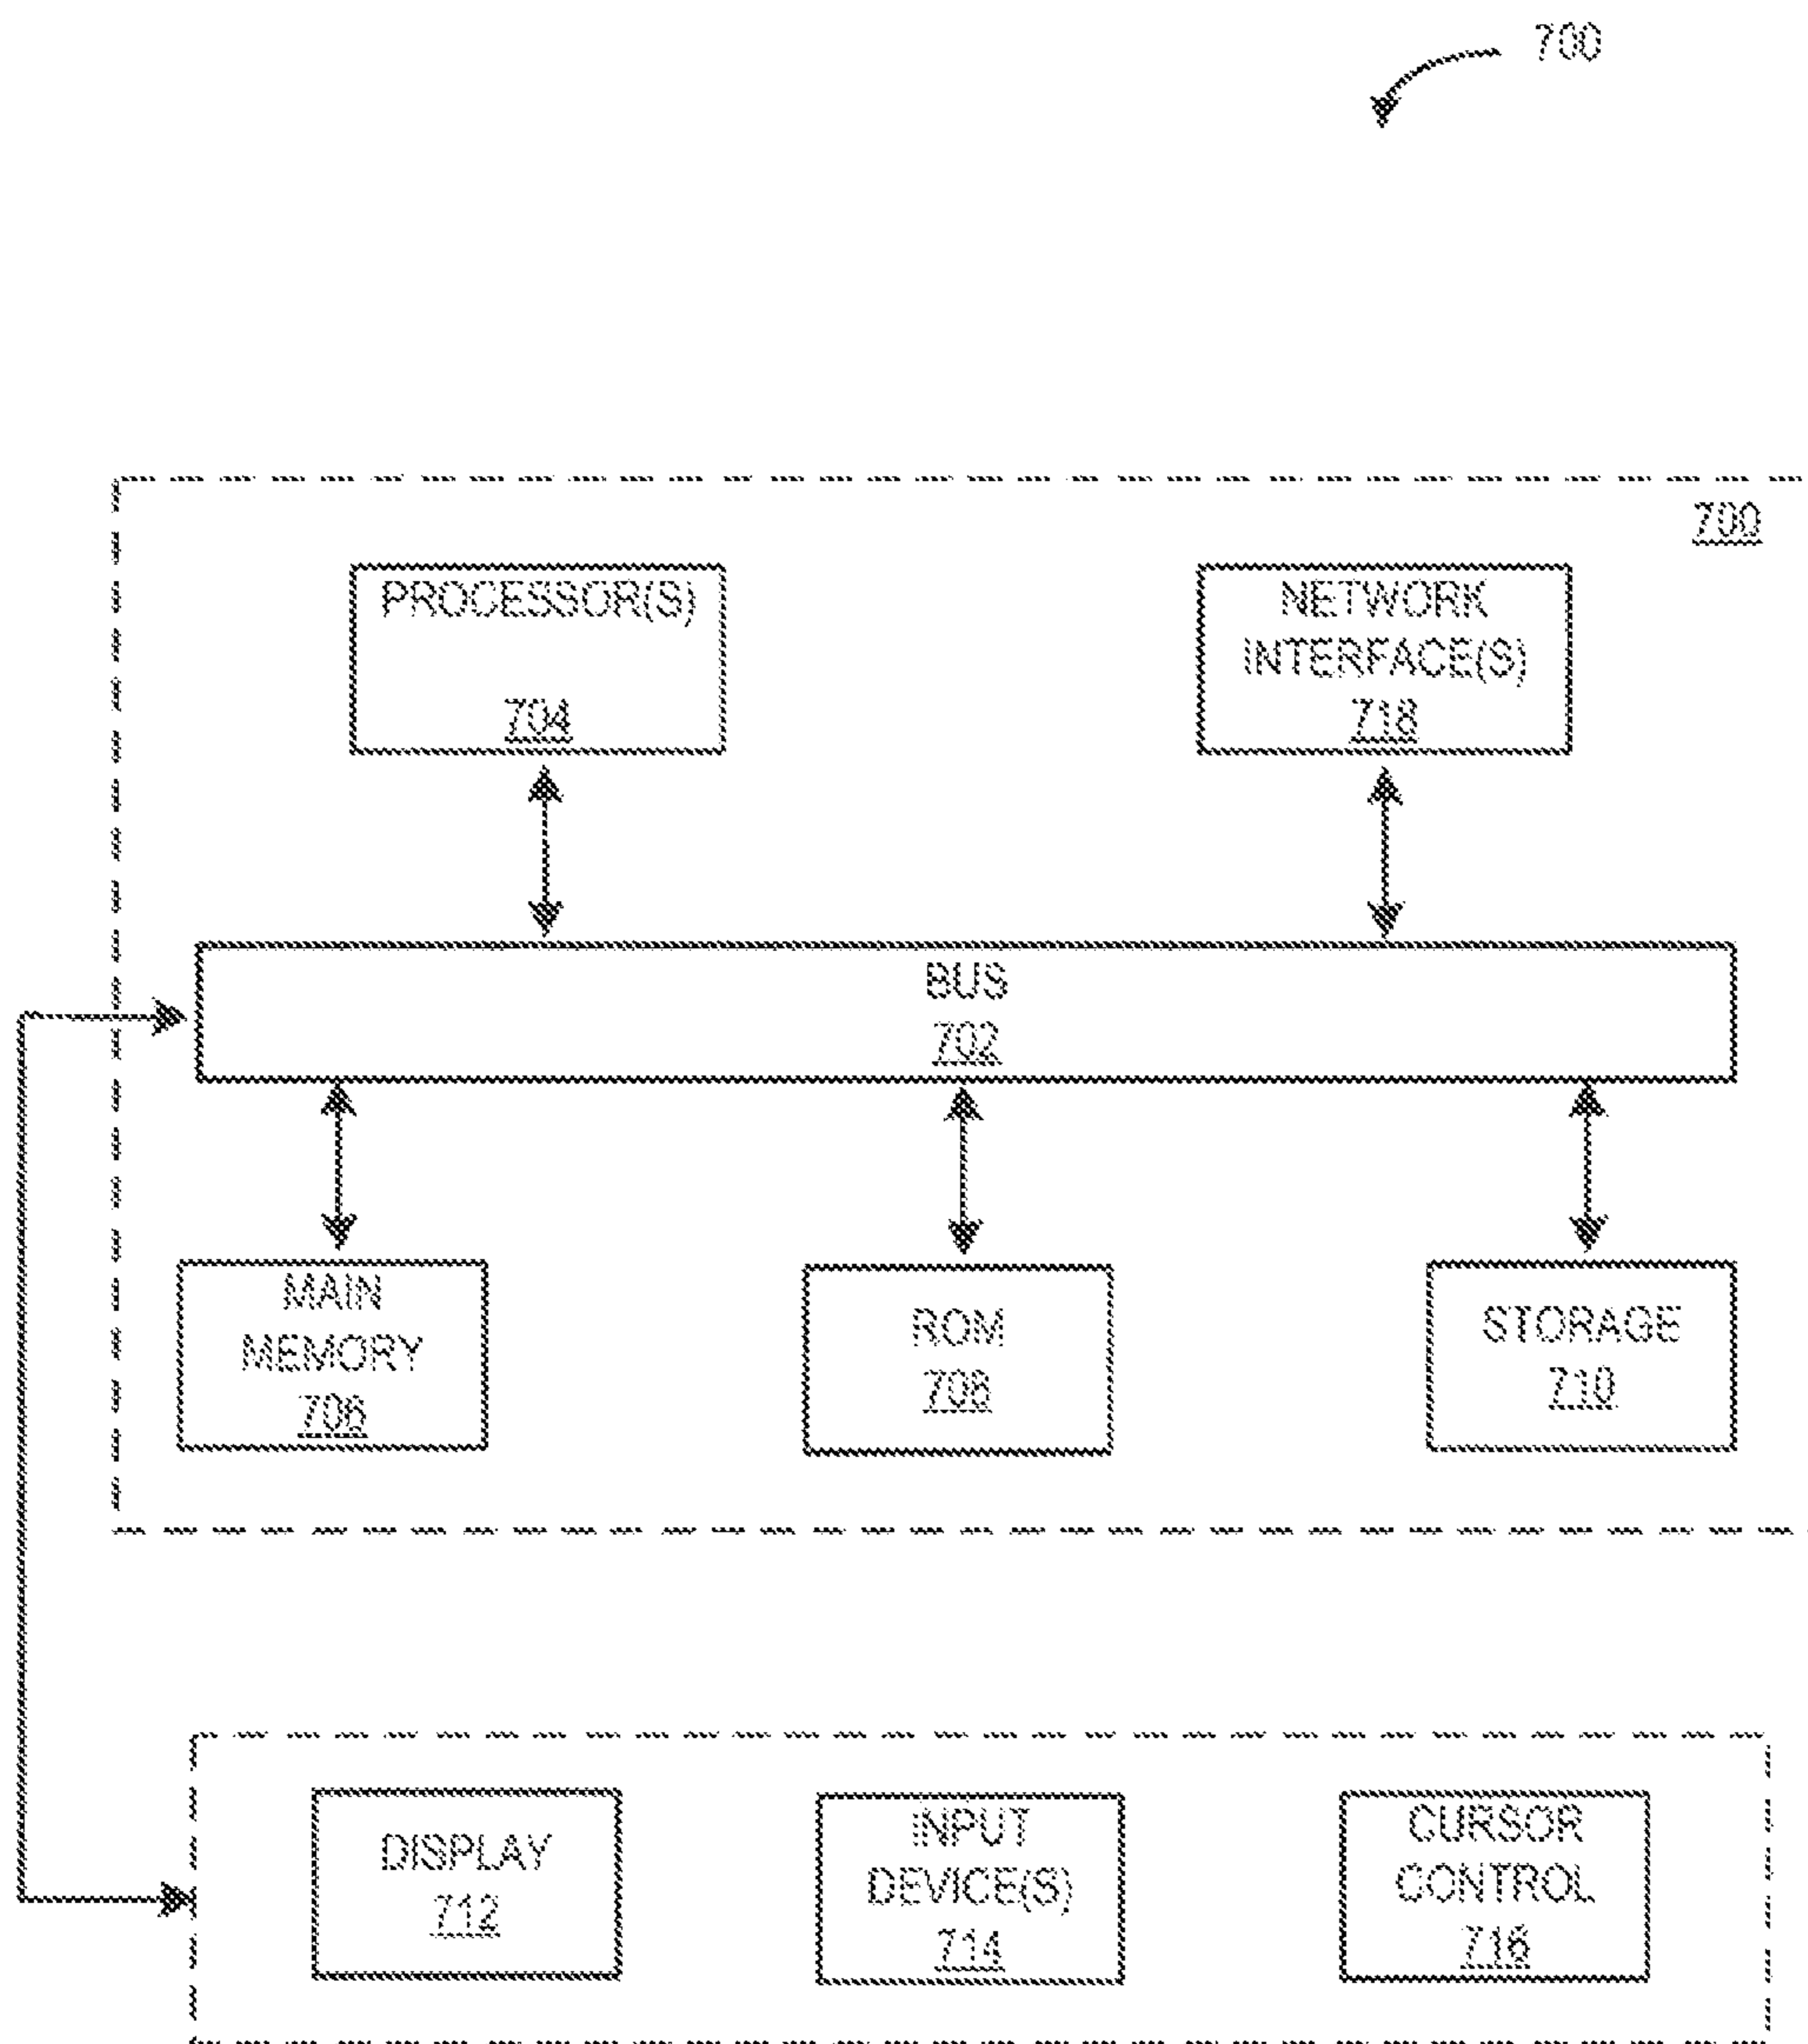 700
700
PROCESSOR(S)
704
NETWORK
INTERFACE(S)
718
BUS
702
MAIN
MEMORY
706
ROM
708
STORAGE
710
DISPLAY
712
INPUT
DEVICE(S)
714
CURSOR
CONTROL
716